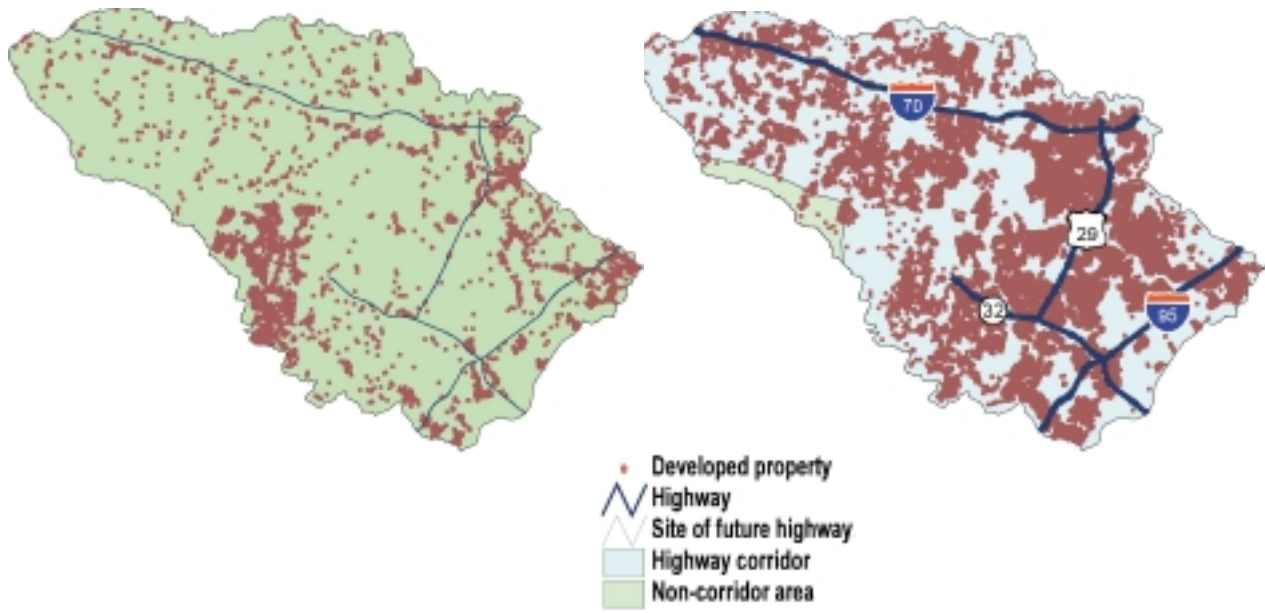 70
29
32
95
Developed property
Highway
Site of future highway
Highway corridor
Non-corridor area